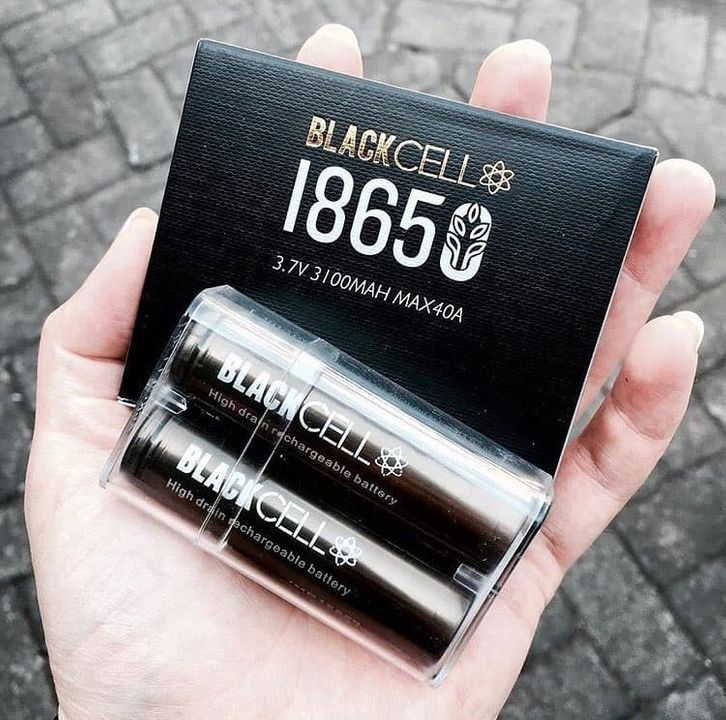 BLACKCELL
18650
3.7V 3100MAH MAX40A
BLACKCELL
High drain rechargeable battery
BLACKCELL
High drain rechargeable battery